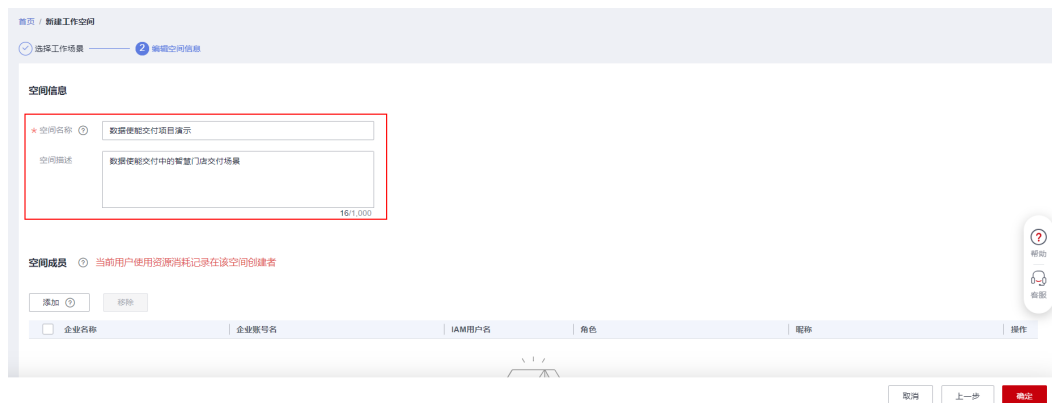 首页 / 新建工作空间
选择工作场景 2 编辑空间信息
空间信息
* 空间名称 ? 数据使能交付项目演示
空间描述 数据使能交付中的智慧门店交付场景
16/1,000
空间成员 ? 当前用户使用资源消耗记录在该空间创建者
添加 ? 移除
企业名称 企业账号名 IAM用户名 角色 昵称 操作
? 帮助
客服
取消 上一步 确定